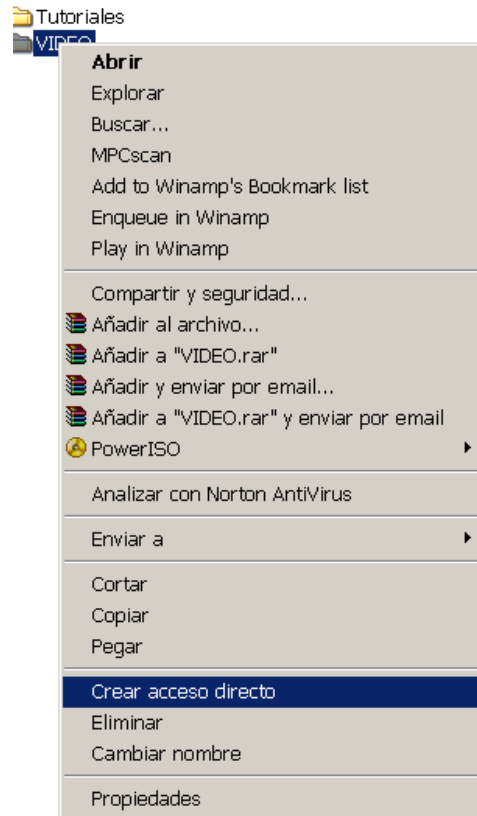 Tutoriales
VIDEO
Abrir
Explorar
Buscar...
MPCscan
Add to Winamp's Bookmark list
Enqueue in Winamp
Play in Winamp
Compartir y seguridad...
Añadir al archivo...
Añadir a "VIDEO.rar"
Añadir y enviar por email...
Añadir a "VIDEO.rar" y enviar por email
PowerISO
Analizar con Norton AntiVirus
Enviar a
Cortar
Copiar
Pegar
Crear acceso directo
Eliminar
Cambiar nombre
Propiedades